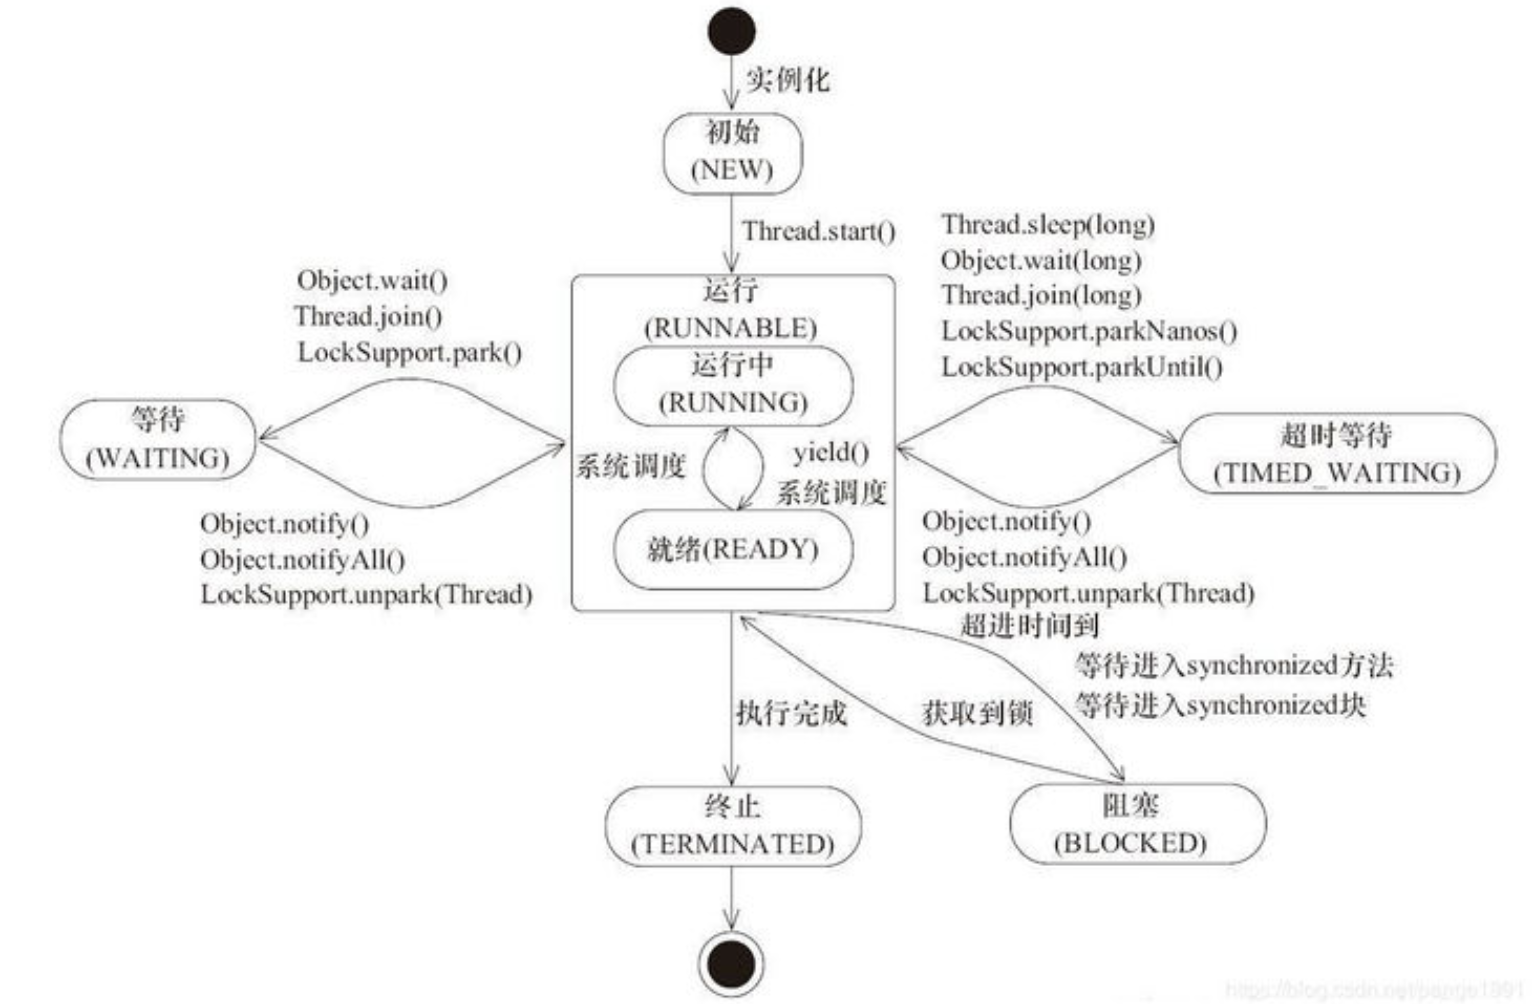 实例化
初始
(NEW)
Thread.start()
Object.wait()
Thread.join()
LockSupport.park()
Thread.sleep(long)
Object.wait(long)
Thread.join(long)
LockSupport.parkNanos()
LockSupport.parkUntil()
运行
(RUNNABLE)
运行中
(RUNNING)
等待
(WAITING)
系统调度
yield()
系统调度
就绪(READY)
超时等待
(TIMED_WAITING)
Object.notify()
Object.notifyAll()
LockSupport.unpark(Thread)
Object.notify()
Object.notifyAll()
LockSupport.unpark(Thread)
超进时间到
等待进入synchronized方法
等待进入synchronized块
执行完成
获取到锁
终止
(TERMINATED)
阻塞
(BLOCKED)
https://blog.csdn.net/pange1991